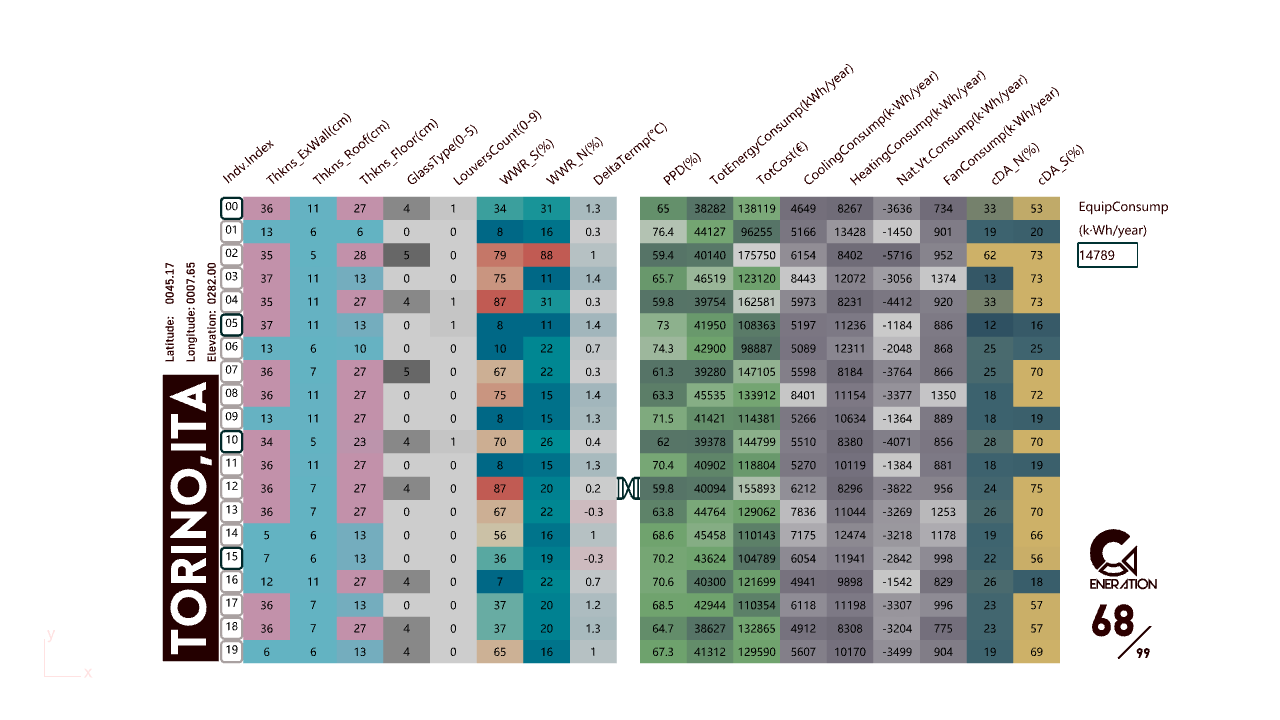 Indv.Index Thkns_ExWall(cm) Thkns_Roof(cm) Thkns_Floor(cm) GlassType(0-5) LouversCount(0-9) WWR_S(%) WWR_N(%) DeltaTermp(°C) PPD(%) TotEnergyConsump(kWh/year) TotCost(€) CoolingConsump(k·Wh/year) HeatingConsump(k·Wh/year) Nat.Vt.Consump(k·Wh/year) FanConsump(k·Wh/year) cDA_N(%) cDA_S(%)
00 36 11 27 4 1 34 31 1.3 65 38282 138119 4649 8267 -3636 734 33 53
01 13 6 6 0 0 8 16 0.3 76.4 44127 96255 5166 13428 -1450 901 19 20
02 35 5 28 5 0 79 88 1 59.4 40140 175750 6154 8402 -5716 952 62 73
03 37 11 13 0 0 75 11 1.4 65.7 46519 123120 8443 12072 -3056 1374 13 73
04 35 11 27 4 1 87 31 0.3 59.8 39754 162581 5973 8231 -4412 920 33 73
05 37 11 13 0 1 8 11 1.4 73 41950 108363 5197 11236 -1184 886 12 16
06 13 6 10 0 0 10 22 0.7 74.3 42900 98887 5089 12311 -2048 868 25 25
07 36 7 27 5 0 67 22 0.3 61.3 39280 147105 5598 8184 -3764 866 25 70
08 36 11 27 0 0 75 15 1.4 63.3 45535 133912 8401 11154 -3377 1350 18 72
09 13 11 27 0 0 8 15 1.3 71.5 41421 114381 5266 10634 -1364 889 18 19
10 34 5 23 4 1 70 26 0.4 62 39378 144799 5510 8380 -4071 856 28 70
11 36 11 27 0 0 8 15 1.3 70.4 40902 118804 5270 10119 -1384 881 18 19
12 36 7 27 4 0 87 20 0.2 59.8 40094 155893 6212 8296 -3822 956 24 75
13 36 7 27 0 0 67 22 -0.3 63.8 44764 129062 7836 11044 -3269 1253 26 70
14 5 6 13 0 0 56 16 1 68.6 45458 110143 7175 12474 -3218 1178 19 66
15 7 6 13 0 0 36 19 -0.3 70.2 43624 104789 6054 11941 -2842 998 22 56
16 12 11 27 4 0 7 22 0.7 70.6 40300 121699 4941 9898 -1542 829 26 18
17 36 7 13 0 0 37 20 1.2 68.5 42944 110354 6118 11198 -3307 996 23 57
18 36 7 27 4 0 37 20 1.3 64.7 38627 132865 4912 8308 -3204 775 23 57
19 6 6 13 4 0 65 16 1 67.3 41312 129590 5607 10170 -3499 904 19 69
EquipConsump
(k·Wh/year)
14789
Latitude: 0045.17
Longitude: 0007.65
Elevation: 0282.00
TORINO,ITA
ENERATION
68/99
y
x